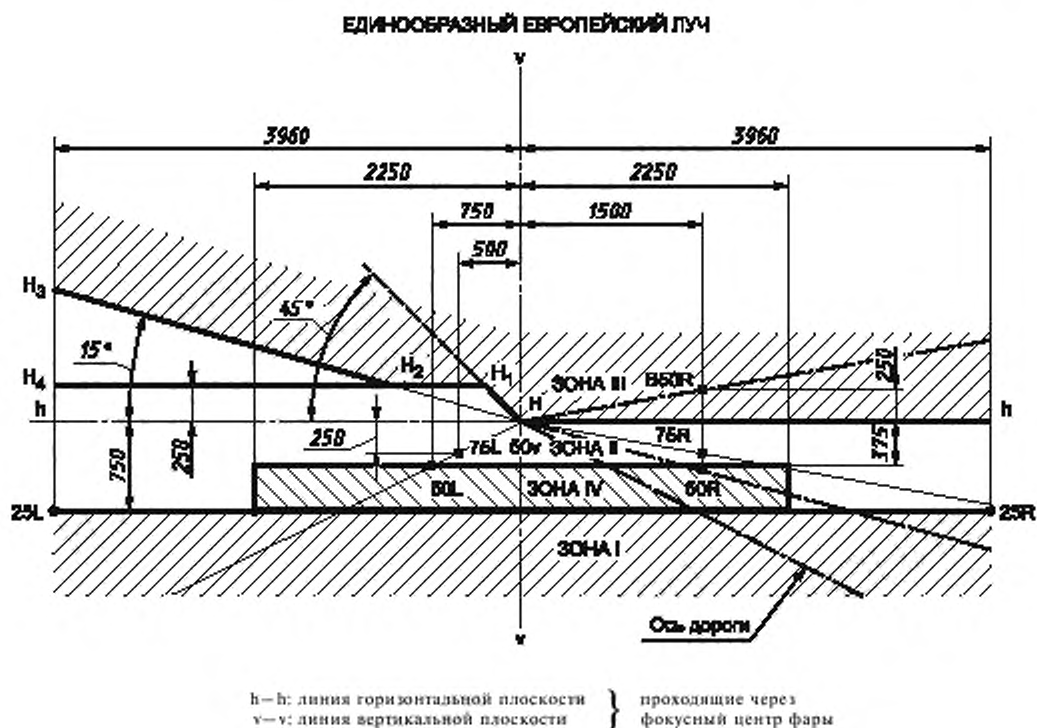 ЕДИНООБРАЗНЫЙ ЕВРОПЕЙСКИЙ ЛУЧ
v
3960 3960
2250 2250
750 1500
500
H3
45°
15°
H2 H1
ЗОНА III B50R
250
H4
h H h
250
75L 50v ЗОНА II 75R
375
750 250
50L ЗОНА IV 50R
25L 25R
ЗОНА I
Ось дороги
v
h—h: линия горизонтальной плоскости } проходящие через
v—v: линия вертикальной плоскости фокусный центр фары